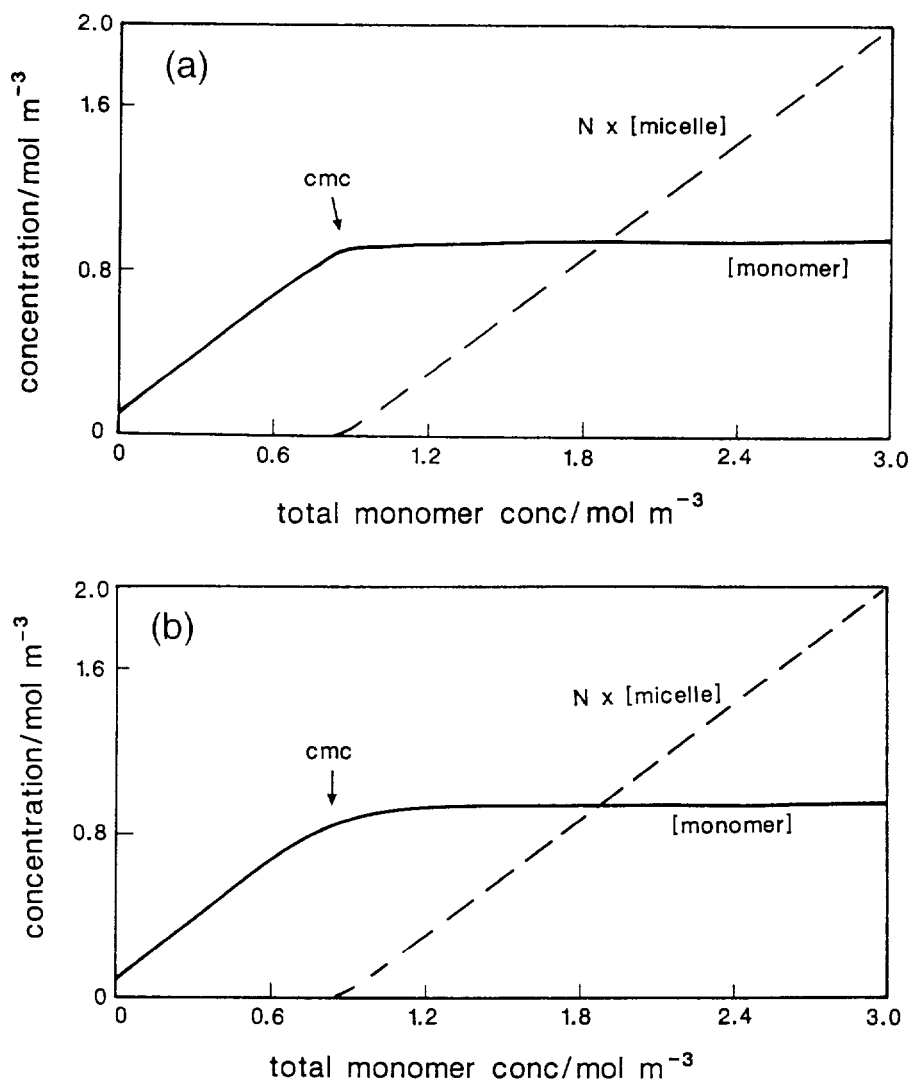 2.0
(a)
1.6
N x [micelle]
cmc
0.8
[monomer]
0
0 0.6 1.2 1.8 2.4 3.0
concentration/mol m⁻³
total monomer conc/mol m⁻³
2.0
(b)
1.6
N x [micelle]
cmc
0.8
[monomer]
0
0 0.6 1.2 1.8 2.4 3.0
concentration/mol m⁻³
total monomer conc/mol m⁻³